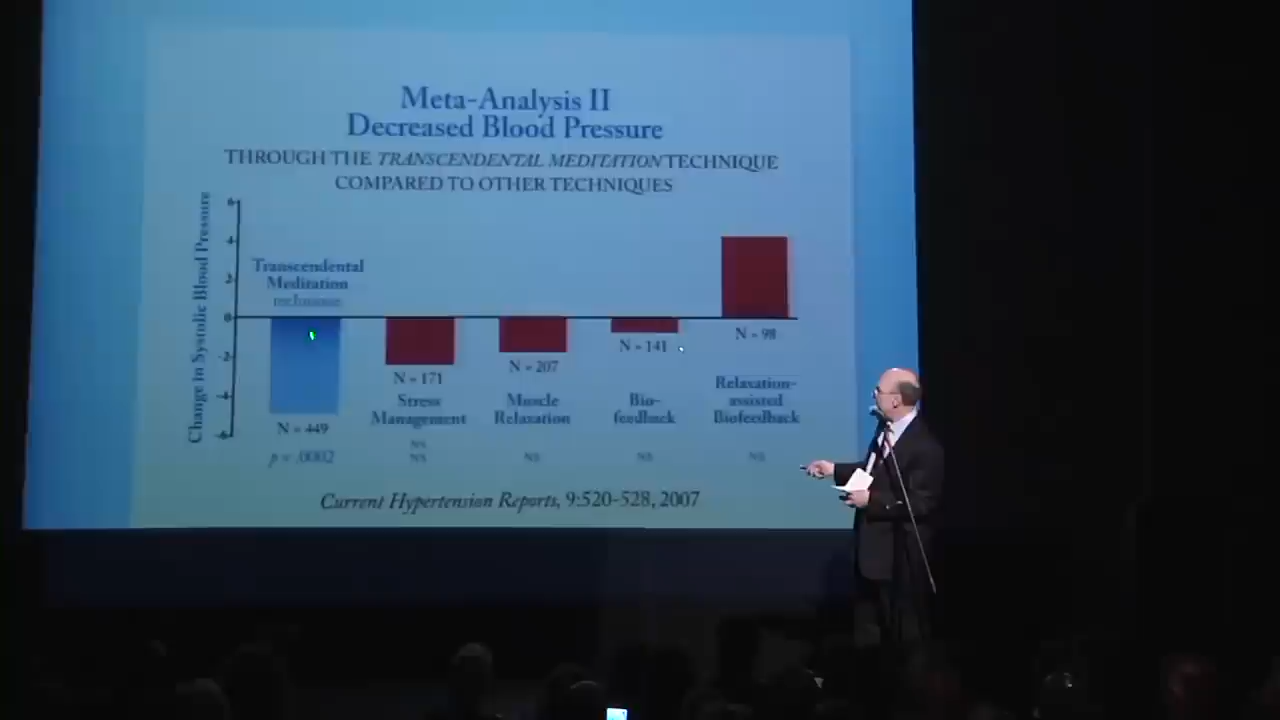 Meta-Analysis II
Decreased Blood Pressure
THROUGH THE TRANSCENDENTAL MEDITATION TECHNIQUE
COMPARED TO OTHER TECHNIQUES
Change in Systolic Blood Pressure
6
4
2
0
-2
-4
-6
Transcendental
Meditation
technique
N = 449
p = .0002
N = 171
Stress
Management
NS
NS
N = 207
Muscle
Relaxation
NS
N = 141
Bio-
feedback
NS
N = 98
Relaxation-
assisted
Biofeedback
NS
Current Hypertension Reports, 9:520-528, 2007